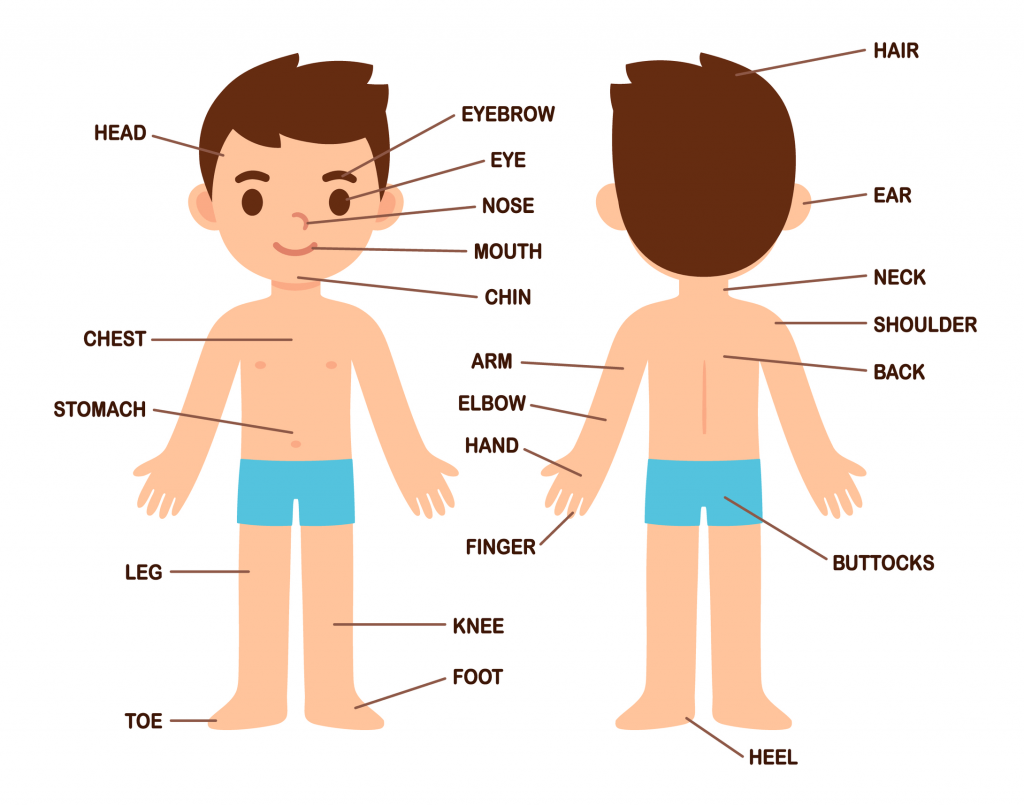 HEAD
EYEBROW
EYE
NOSE
MOUTH
CHIN
CHEST
STOMACH
LEG
KNEE
FOOT
TOE
HAIR
EAR
NECK
SHOULDER
BACK
ARM
ELBOW
HAND
FINGER
BUTTOCKS
HEEL